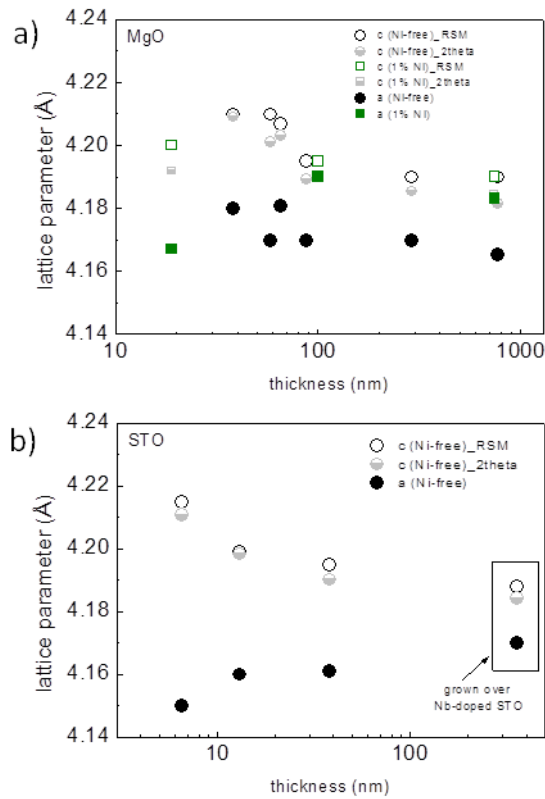 a)
MgO
c (Ni-free)_RSM
c (Ni-free)_2theta
c (1% NI)_RSM
c (1% NI)_2theta
a (Ni-free)
a (1% NI)
4.22
4.20
4.18
4.16
4.14
lattice parameter (Å)
10
100
1000
thickness (nm)
b)
STO
c (Ni-free)_RSM
c (Ni-free)_2theta
a (Ni-free)
4.24
4.22
4.20
4.18
4.16
4.14
lattice parameter (Å)
grown over
Nb-doped STO
10
100
thickness (nm)